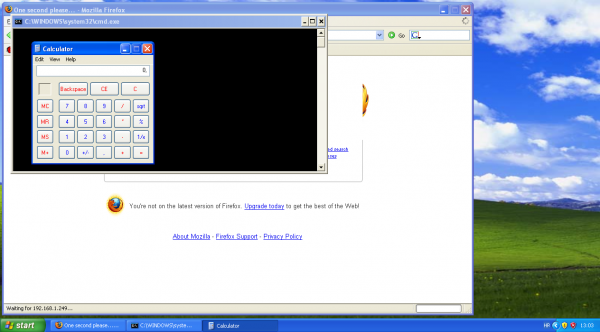 One second please... - Mozilla Firefox
C:\WINDOWS\system32\cmd.exe
Go
Calculator
Edit View Help
0,
Backspace CE C
MC 7 8 9 / sqrt
MR 4 5 6 * %
MS 1 2 3 - 1/x
M+ 0 +/- , + =
You're not on the latest version of Firefox. Upgrade today to get the best of the Web!
About Mozilla - Firefox Support - Privacy Policy
Waiting for 192.168.1.249...
start One second please.... C:\WINDOWS\syste... Calculator HR 13:03